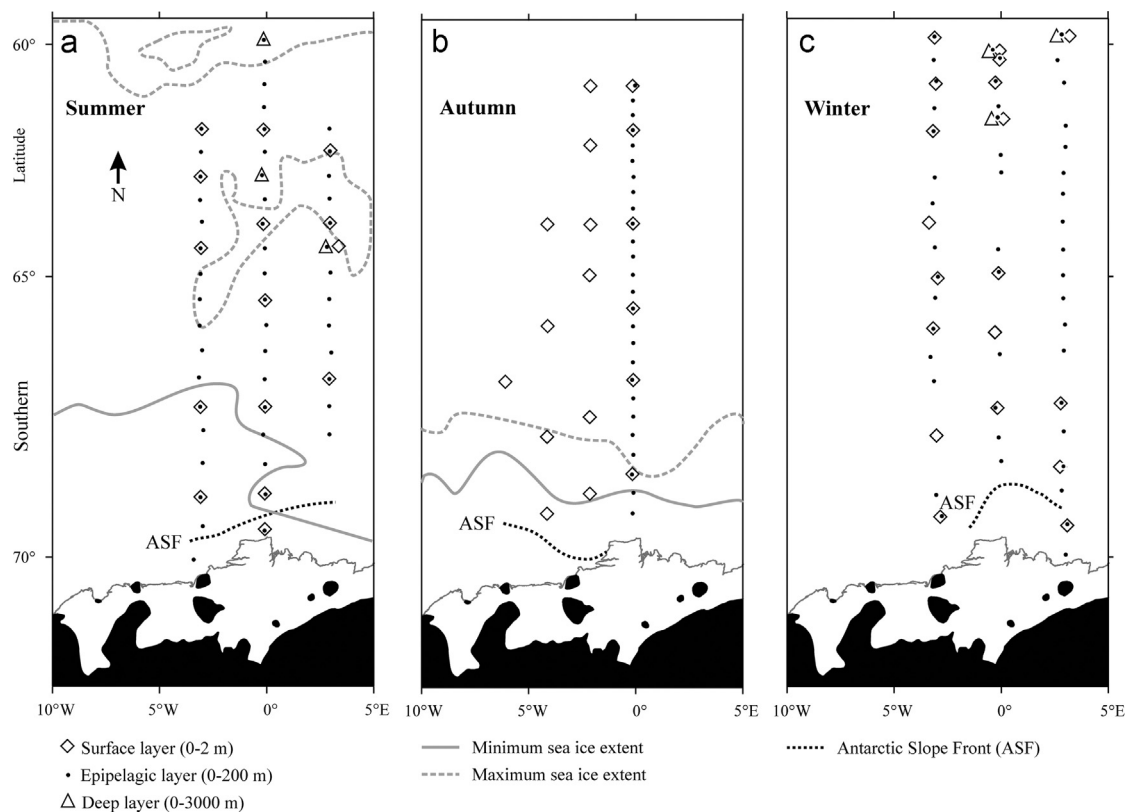 a
b
c
60°
Summer
Autumn
Winter
Latitude
N
65°
Southern
ASF
ASF
ASF
70°
10°W
5°W
0°
5°E
10°W
5°W
0°
5°E
10°W
5°W
0°
5°E
Surface layer (0-2 m)
Minimum sea ice extent
Antarctic Slope Front (ASF)
Epipelagic layer (0-200 m)
Maximum sea ice extent
Deep layer (0-3000 m)